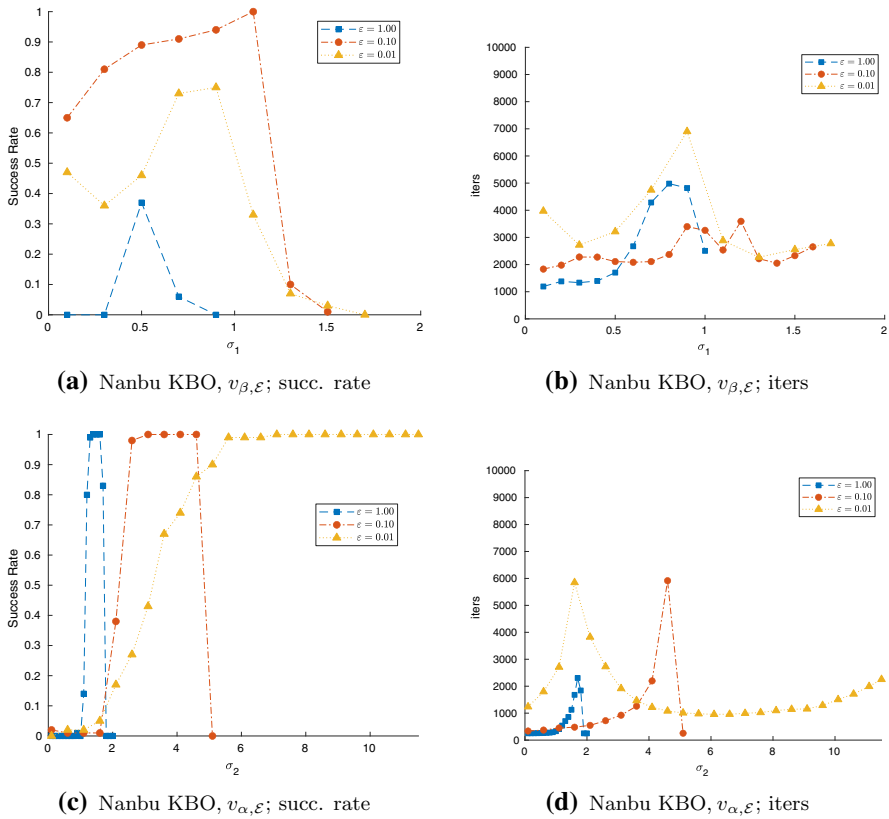 1
0.9
0.8
0.7
0.6
0.5
0.4
0.3
0.2
0.1
0
Success Rate
ε = 1.00
ε = 0.10
ε = 0.01
0 0.5 1 1.5 2
σ1
(a) Nanbu KBO, vβ,ℰ; succ. rate
10000
9000
8000
7000
6000
5000
4000
3000
2000
1000
0
iters
ε = 1.00
ε = 0.10
ε = 0.01
0 0.5 1 1.5 2
σ1
(b) Nanbu KBO, vβ,ℰ; iters
1
0.9
0.8
0.7
0.6
0.5
0.4
0.3
0.2
0.1
0
Success Rate
ε = 1.00
ε = 0.10
ε = 0.01
0 2 4 6 8 10
σ2
(c) Nanbu KBO, vα,ℰ; succ. rate
10000
9000
8000
7000
6000
5000
4000
3000
2000
1000
0
iters
ε = 1.00
ε = 0.10
ε = 0.01
0 2 4 6 8 10
σ2
(d) Nanbu KBO, vα,ℰ; iters